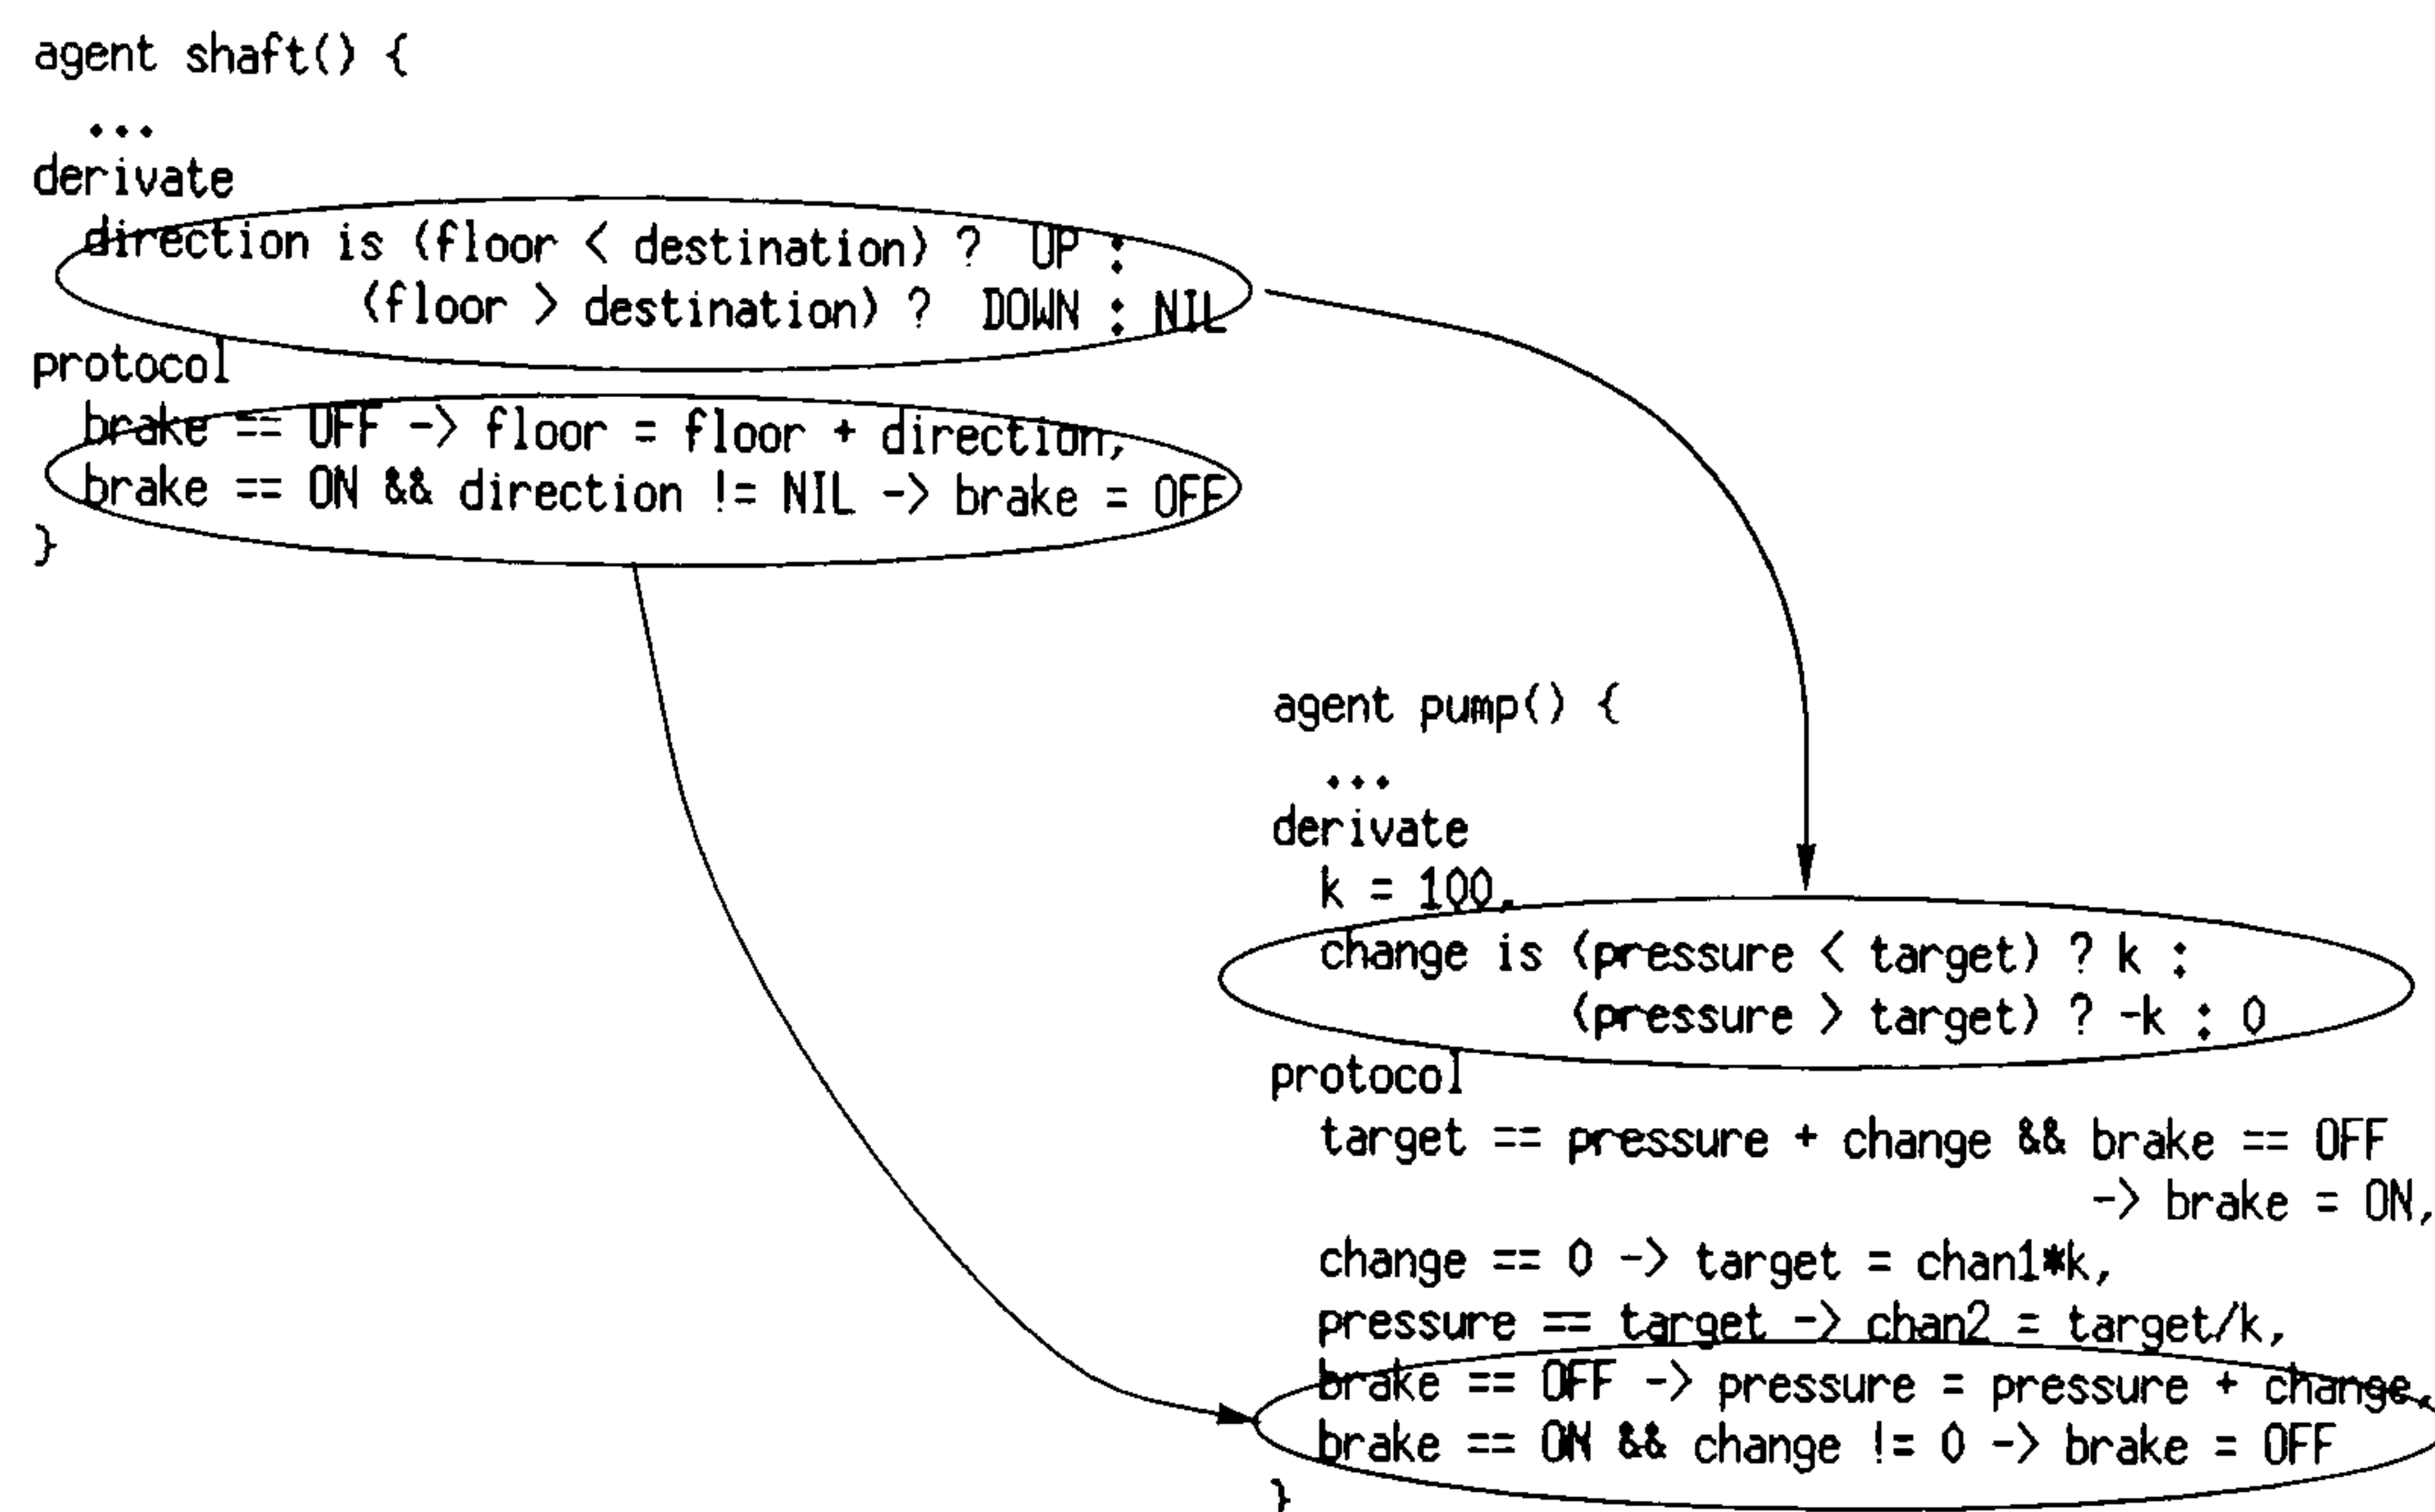 agent shaft() {
...
derivate
direction is (floor < destination) ? UP :
(floor > destination) ? DOWN : NIL
protocol
brake == OFF -> floor = floor + direction,
brake == ON && direction != NIL -> brake = OFF
}
agent pump() {
...
derivate
k = 100,
change is (pressure < target) ? k :
(pressure > target) ? -k : 0
protocol
target == pressure + change && brake == OFF
-> brake = ON,
change == 0 -> target = chan1*k,
pressure == target -> chan2 = target/k,
brake == OFF -> pressure = pressure + change,
brake == ON && change != 0 -> brake = OFF
}